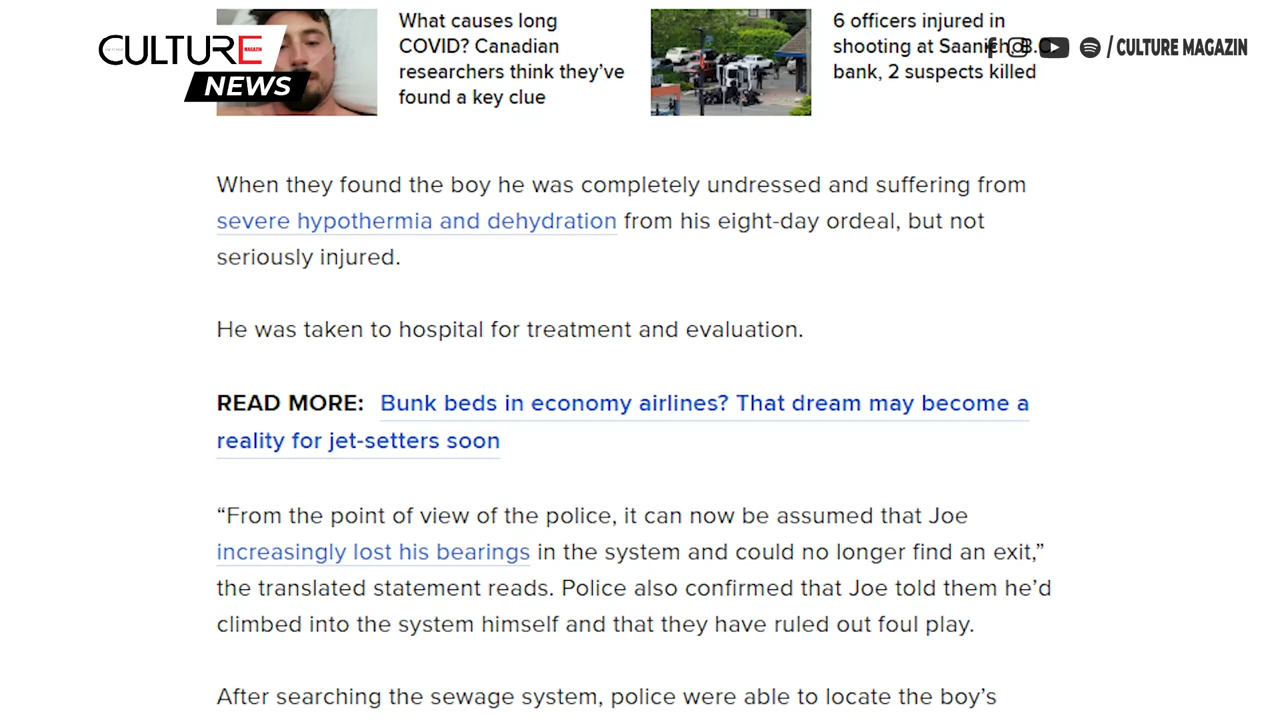 CULTURE
MAGAZIN
NEWS
What causes long
COVID? Canadian
researchers think they've
found a key clue
6 officers injured in
shooting at Saanich, B.C.
bank, 2 suspects killed
/ CULTURE MAGAZIN
When they found the boy he was completely undressed and suffering from
severe hypothermia and dehydration from his eight-day ordeal, but not
seriously injured.
He was taken to hospital for treatment and evaluation.
READ MORE: Bunk beds in economy airlines? That dream may become a
reality for jet-setters soon
“From the point of view of the police, it can now be assumed that Joe
increasingly lost his bearings in the system and could no longer find an exit,”
the translated statement reads. Police also confirmed that Joe told them he’d
climbed into the system himself and that they have ruled out foul play.
After searching the sewage system, police were able to locate the boy’s